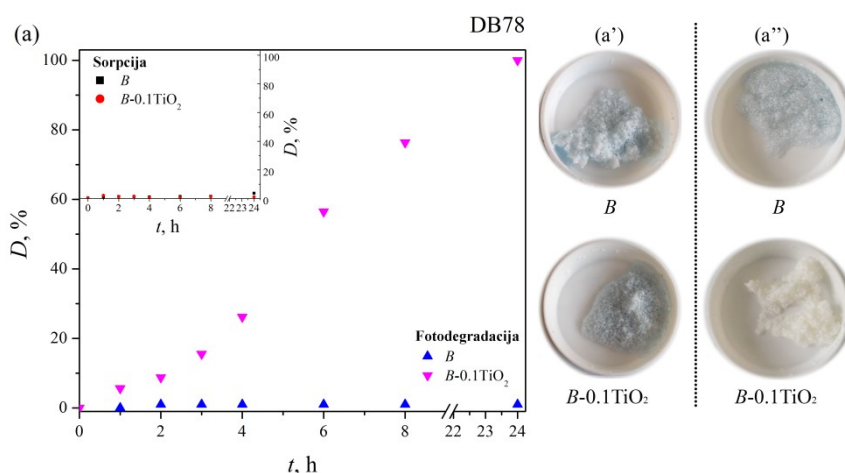 (a)
DB78
(a')
(a'')
100
80
60
40
20
0
D, %
0
2
4
6
8
22
23
24
t, h
Sorpcija
B
B-0.1TiO₂
100
80
60
40
20
0
D, %
0
2
4
6
8
22
23
24
t, h
Fotodegradacija
B
B-0.1TiO₂
B
B
B-0.1TiO₂
B-0.1TiO₂